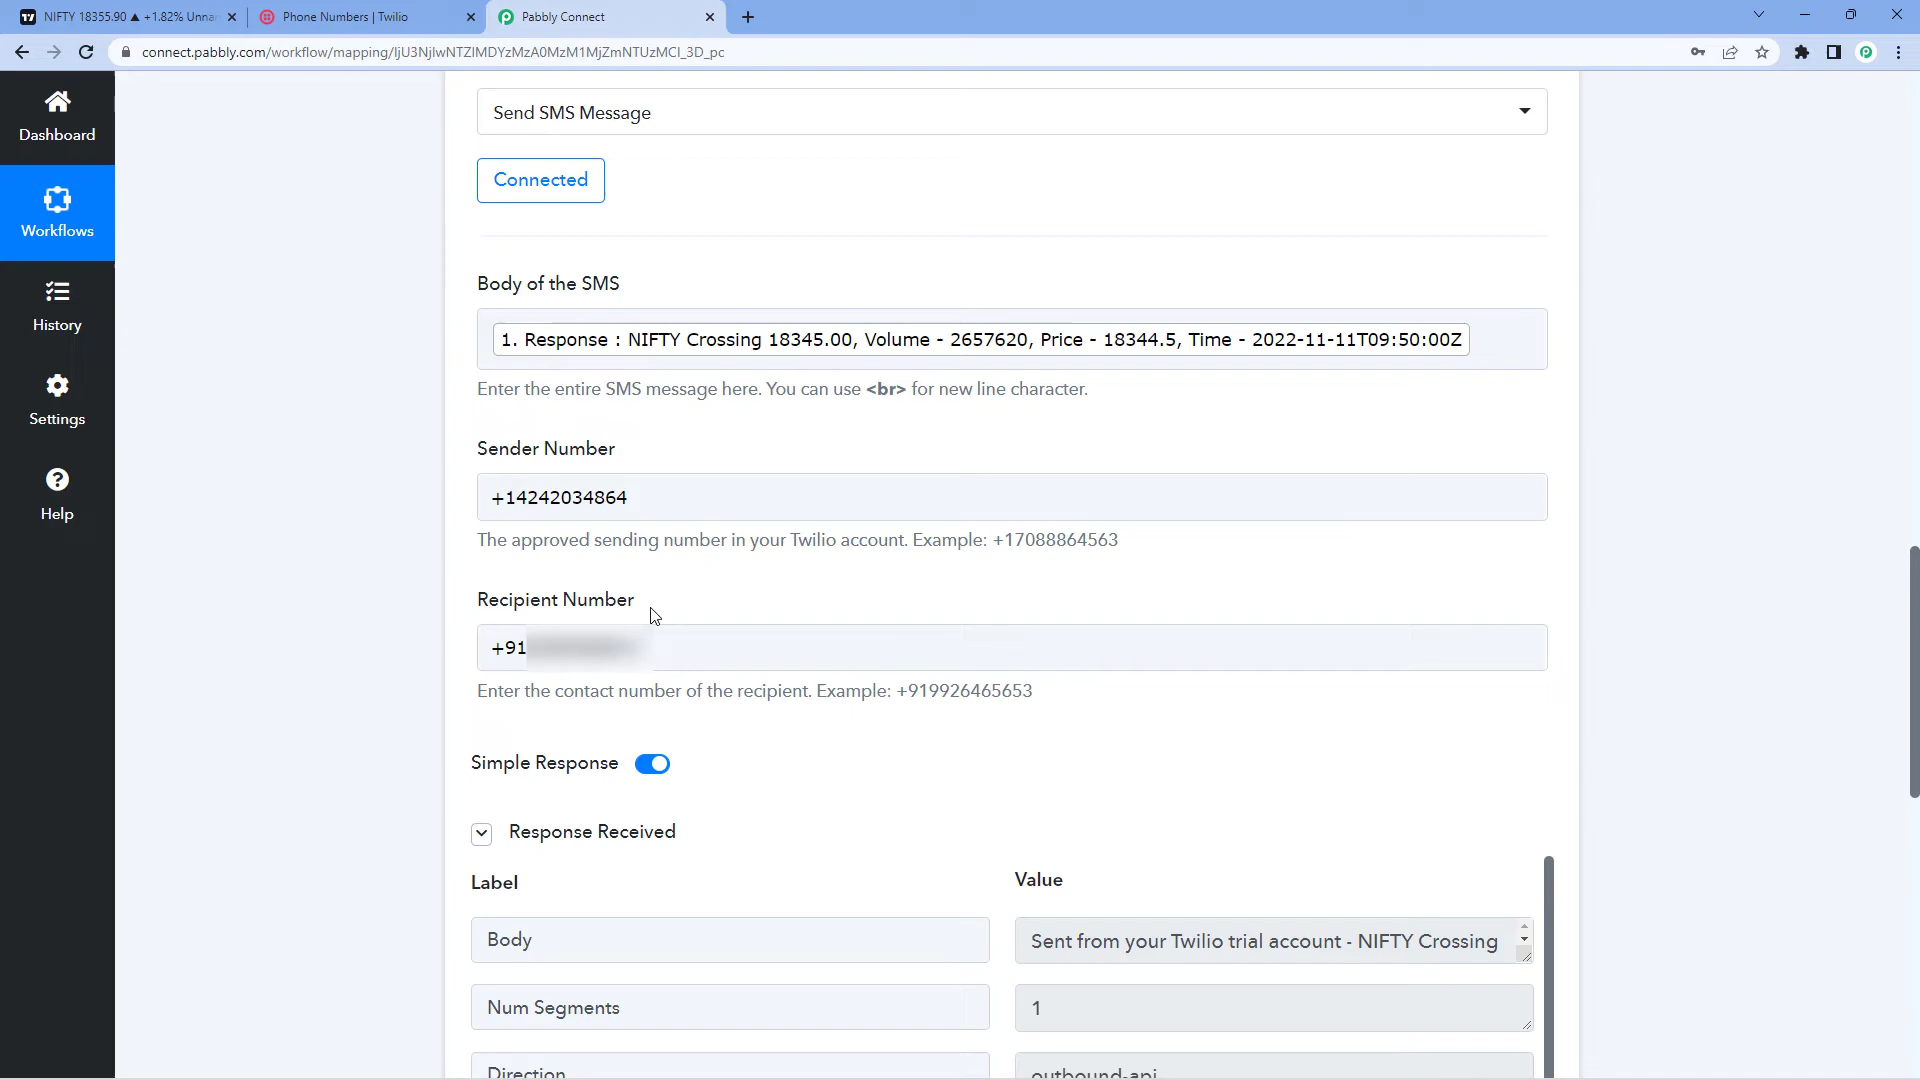 NIFTY 18355.90 ▲ +1.82% Unnar
Phone Numbers | Twilio
Pabbly Connect
connect.pabbly.com/workflow/mapping/IjU3NjIwNTZlMDYzMzA0MzM1MjZmNTUzMCI_3D_pc
Dashboard
Workflows
History
Settings
Help
Send SMS Message
Connected
Body of the SMS
1. Response : NIFTY Crossing 18345.00, Volume - 2657620, Price - 18344.5, Time - 2022-11-11T09:50:00Z
Enter the entire SMS message here. You can use <br> for new line character.
Sender Number
+14242034864
The approved sending number in your Twilio account. Example: +17088864563
Recipient Number
+91
Enter the contact number of the recipient. Example: +919926465653
Simple Response
Response Received
Label
Value
Body
Sent from your Twilio trial account - NIFTY Crossing
Num Segments
1
Direction
outbound-api